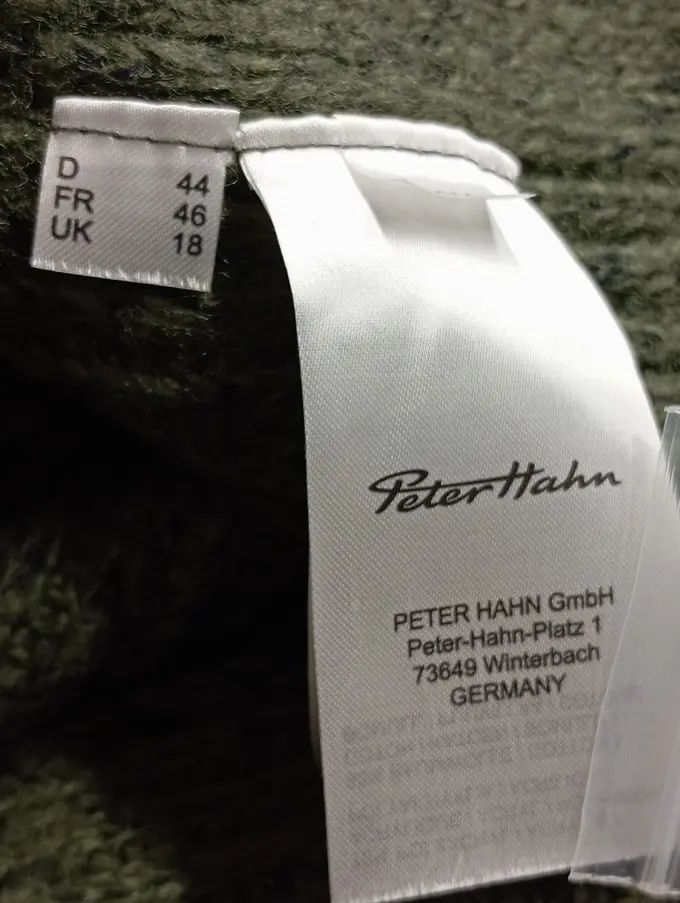 D 44
FR 46
UK 18
Peter Hahn
PETER HAHN GmbH
Peter-Hahn-Platz 1
73649 Winterbach
GERMANY